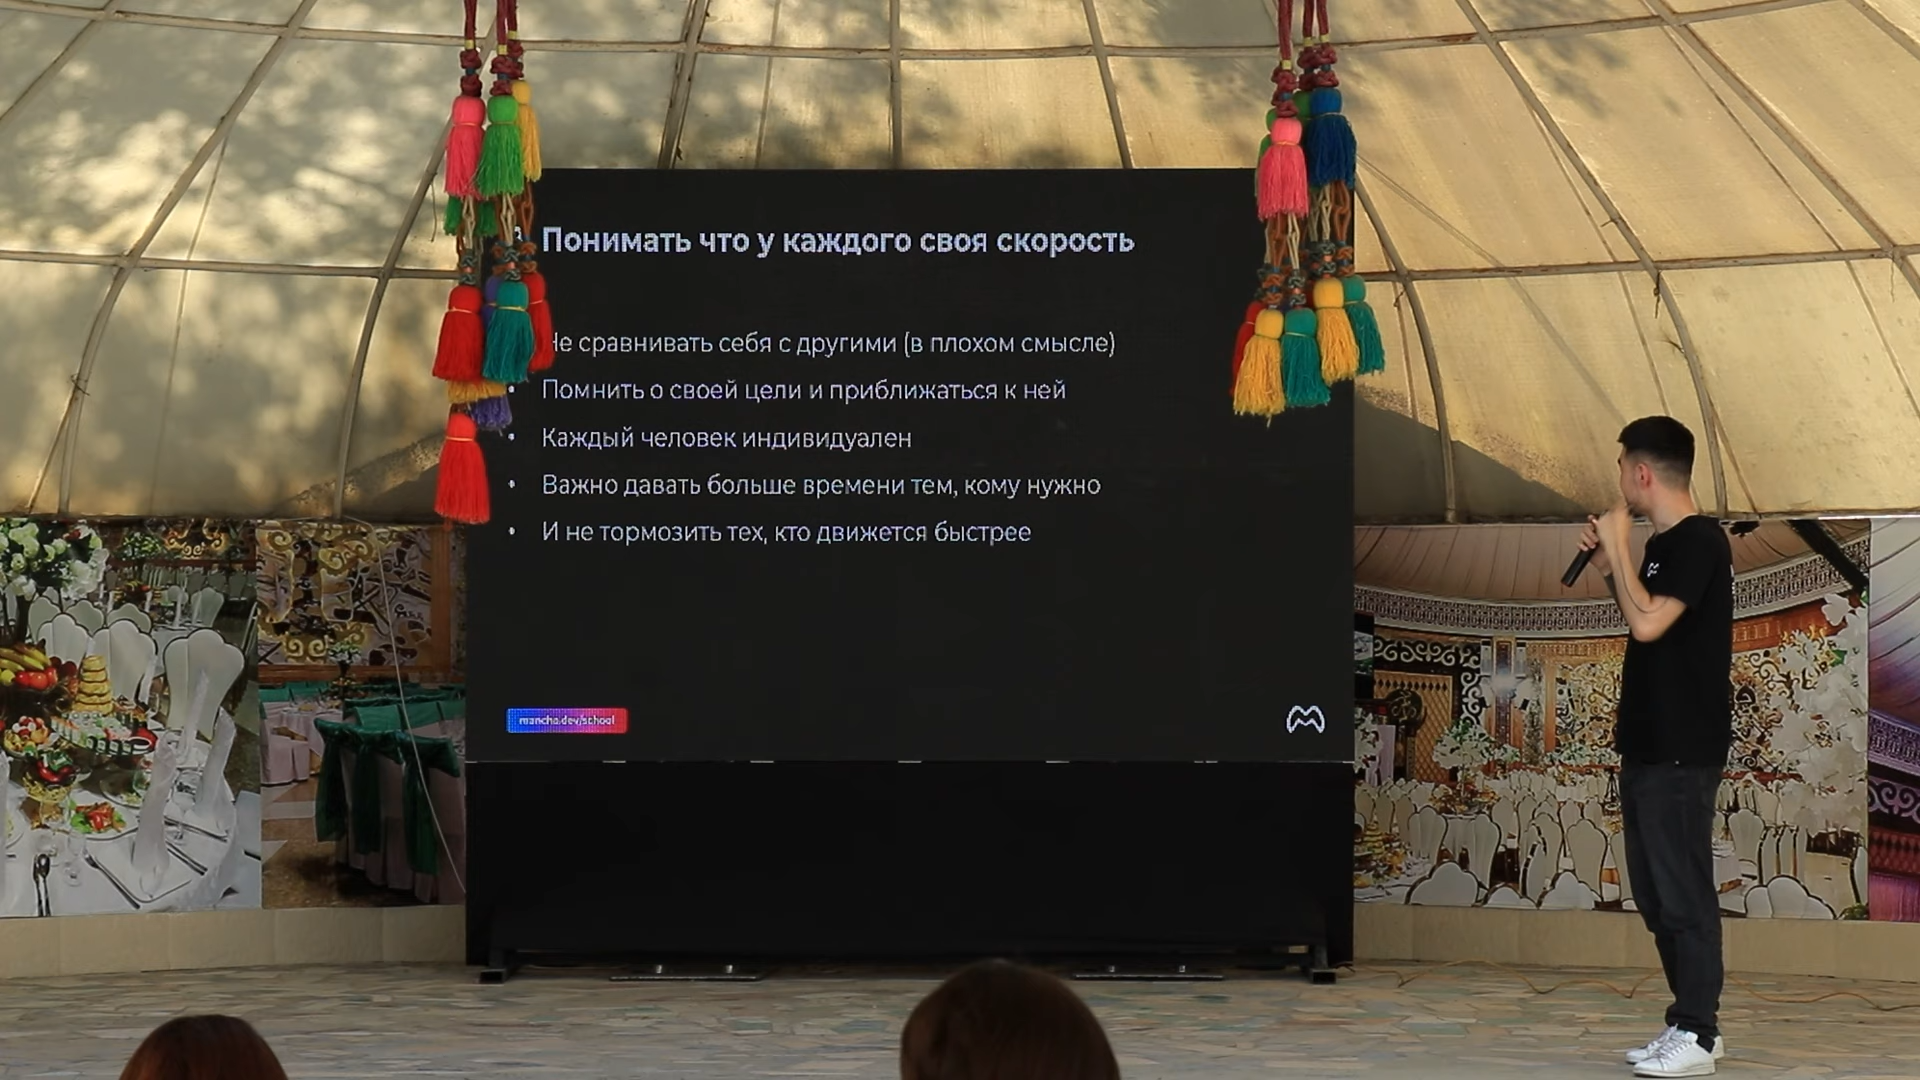 Понимать что у каждого своя скорость
Не сравнивать себя с другими (в плохом смысле)
• Помнить о своей цели и приближаться к ней
• Каждый человек индивидуален
• Важно давать больше времени тем, кому нужно
• И не тормозить тех, кто движется быстрее
mancho.dev/school